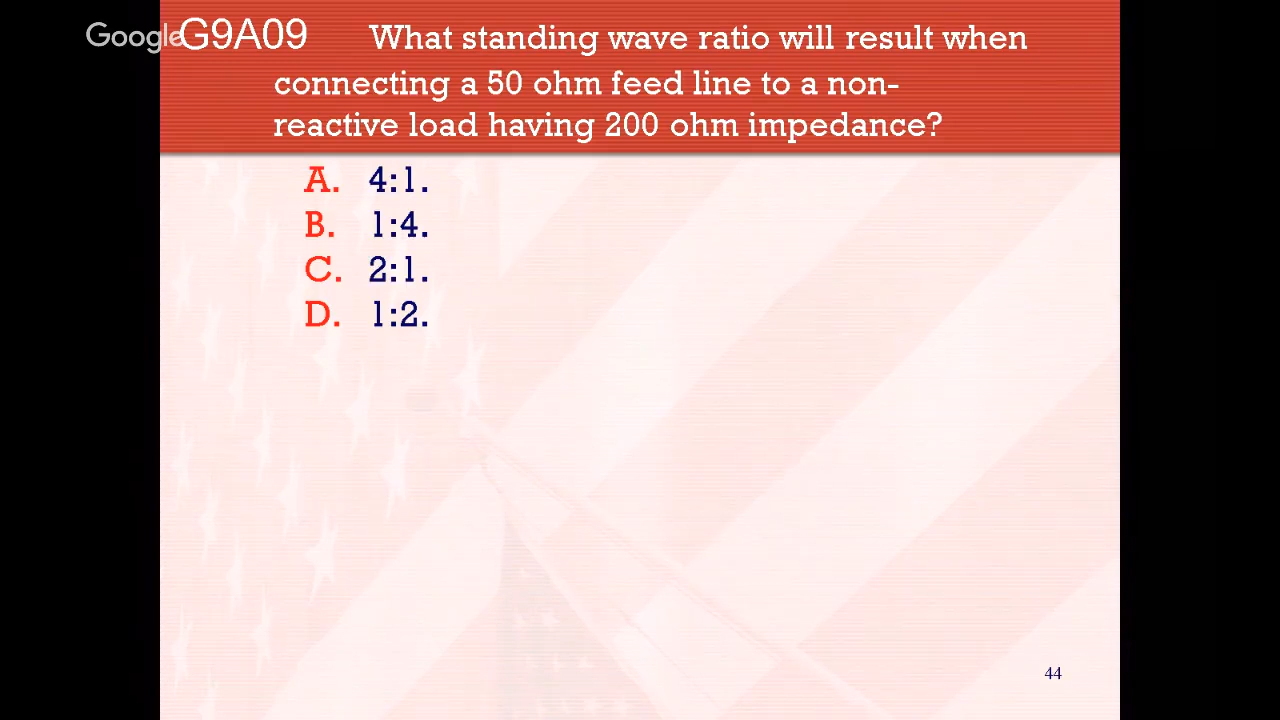 Google
G9A09 What standing wave ratio will result when
connecting a 50 ohm feed line to a non-
reactive load having 200 ohm impedance?
A. 4:1.
B. 1:4.
C. 2:1.
D. 1:2.
44